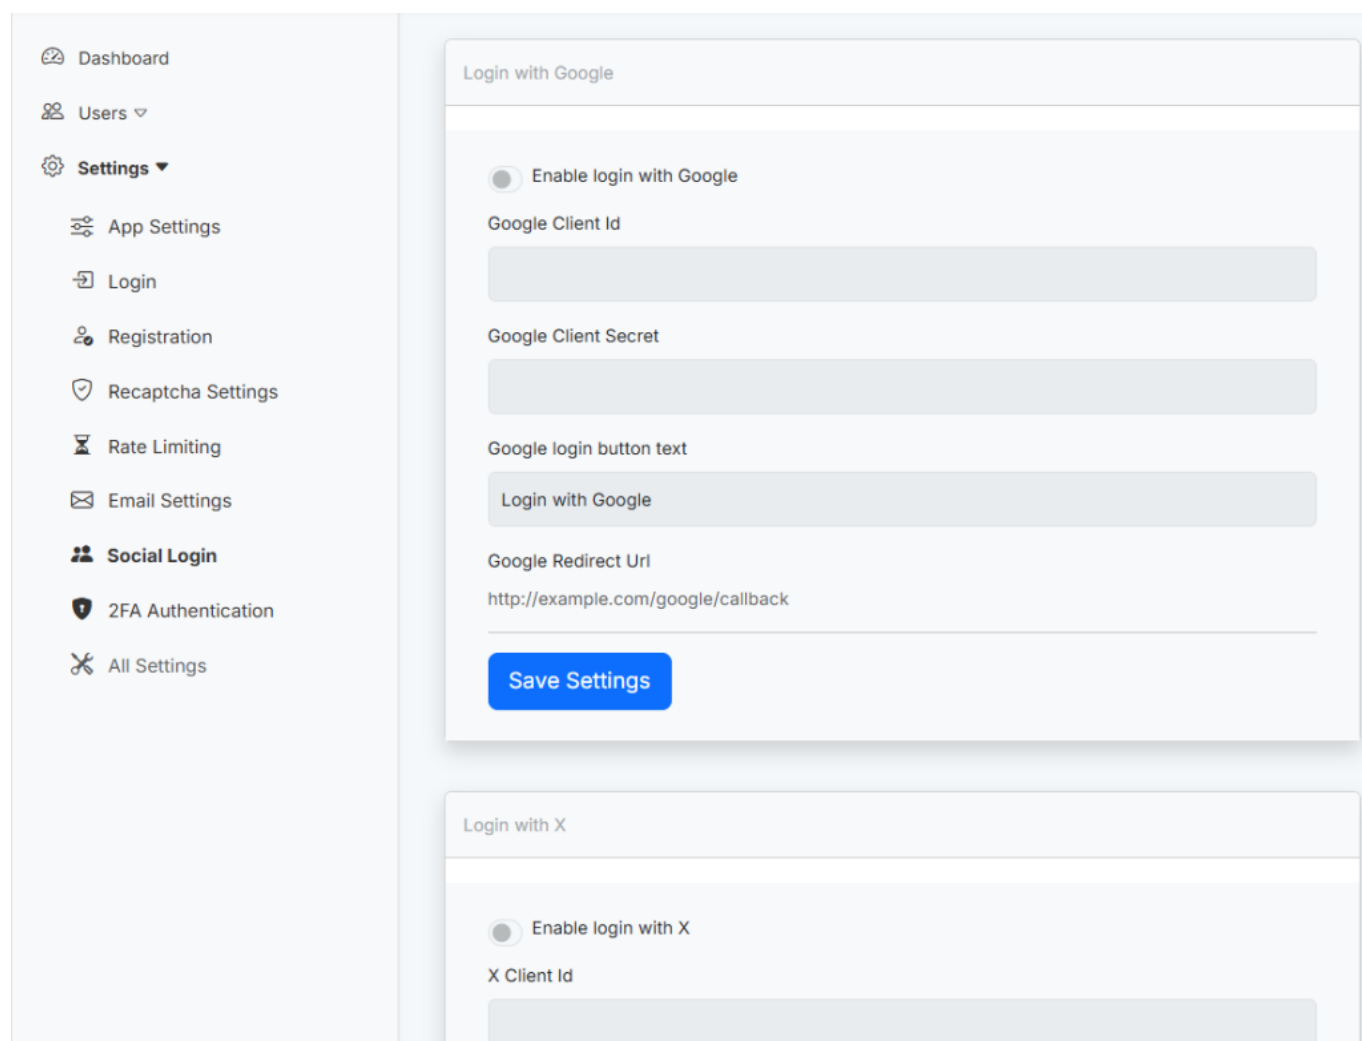 Dashboard
Users
Settings
App Settings
Login
Registration
Recaptcha Settings
Rate Limiting
Email Settings
Social Login
2FA Authentication
All Settings
Login with Google
Enable login with Google
Google Client Id
Google Client Secret
Google login button text
Login with Google
Google Redirect Url
http://example.com/google/callback
Save Settings
Login with X
Enable login with X
X Client Id